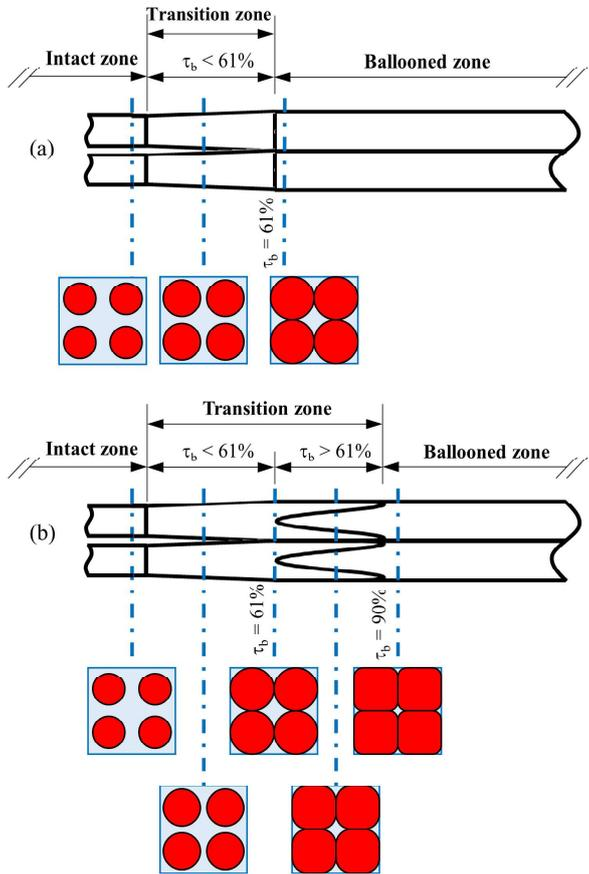 Transition zone
Intact zone
τb < 61%
Ballooned zone
(a)
τb = 61%
Transition zone
Intact zone
τb < 61%
τb > 61%
Ballooned zone
(b)
τb = 61%
τb = 90%